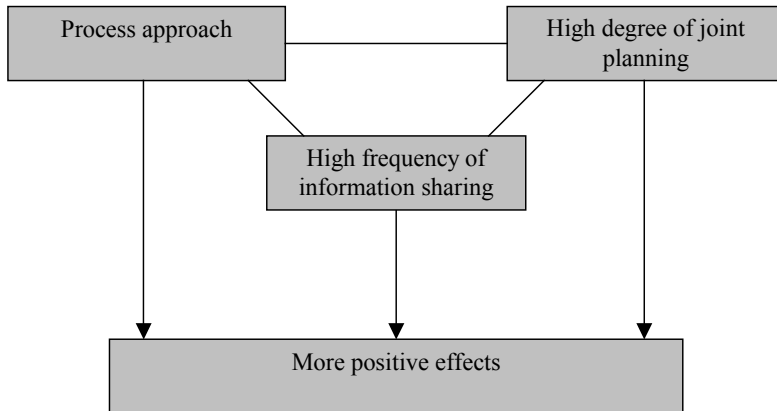 Process approach
High degree of joint
planning
High frequency of
information sharing
More positive effects